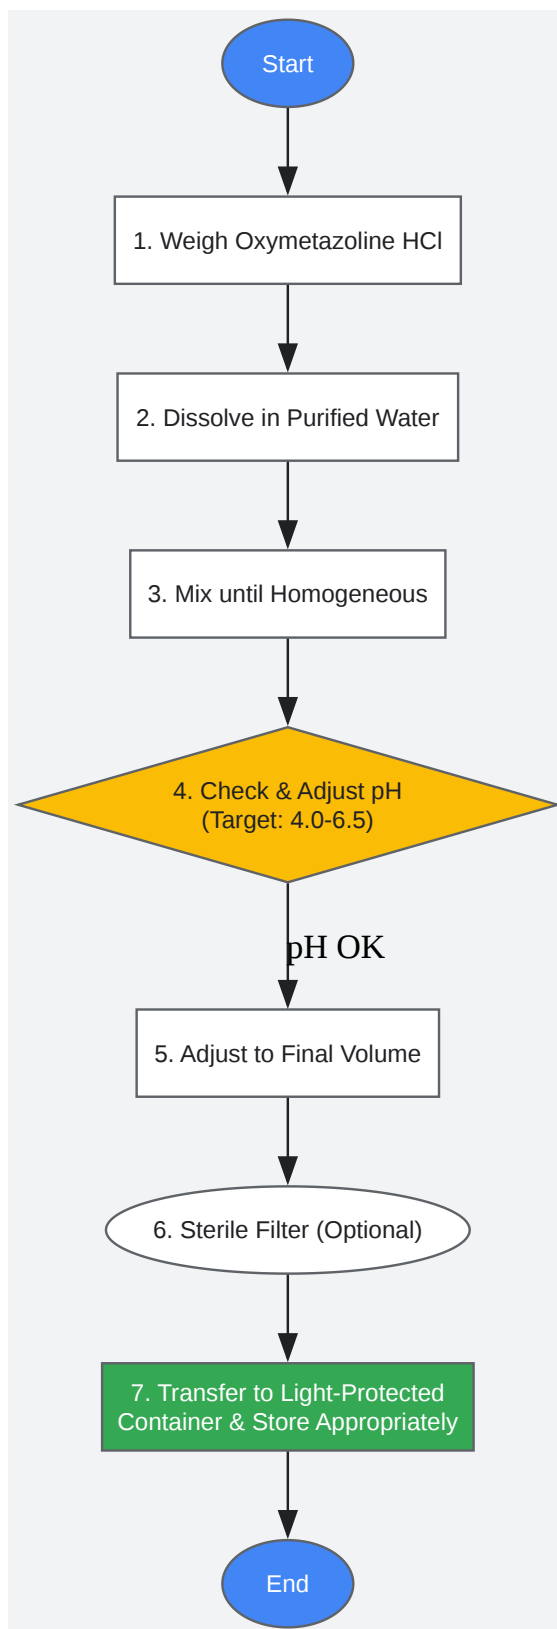 Start
1. Weigh Oxymetazoline HCl
2. Dissolve in Purified Water
3. Mix until Homogeneous
4. Check & Adjust pH
(Target: 4.0-6.5)
pH OK
5. Adjust to Final Volume
6. Sterile Filter (Optional)
7. Transfer to Light-Protected
Container & Store Appropriately
End